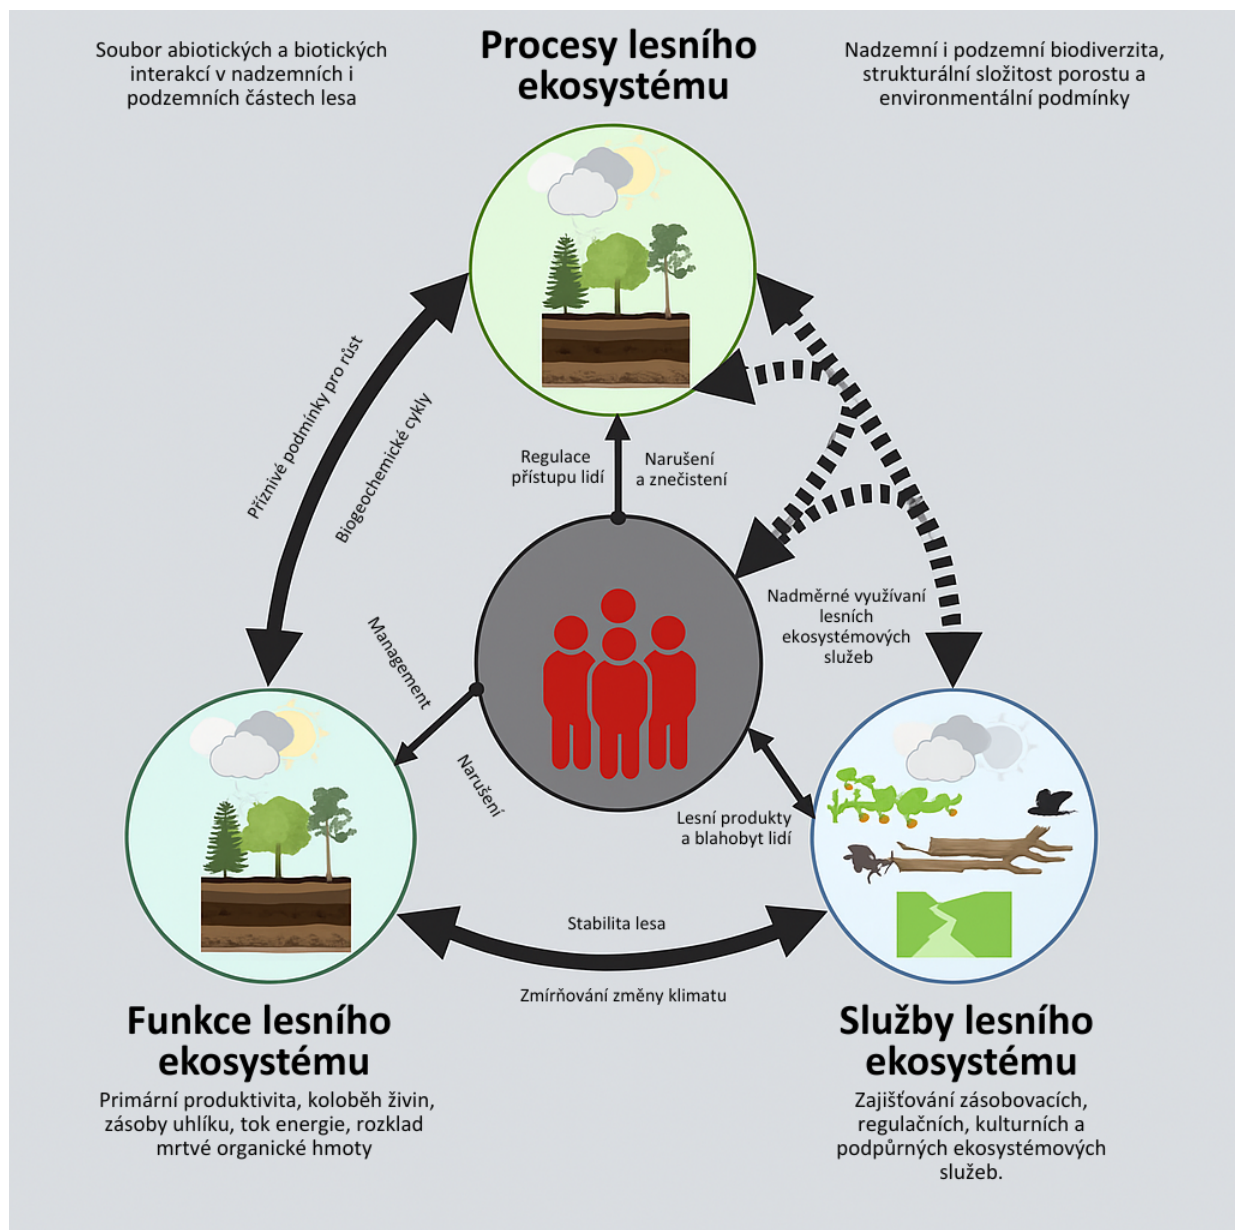 Procesy lesního
ekosystému
Soubor abiotických a biotických
interakcí v nadzemních i
podzemních částech lesa
Nadzemní i podzemní biodiverzita,
strukturální složitost porostu a
environmentální podmínky
Příznivé podmínky pro růst
Biogeochemické cykly
Regulace
přístupu lidí
Narušení
a znečistení
Nadměrné využívaní
lesních
ekosystémových
služeb
Management
Narušení
Lesní produkty
a blahobyt lidí
Stabilita lesa
Zmírňování změny klimatu
Funkce lesního
ekosystému
Primární produktivita, koloběh živin,
zásoby uhlíku, tok energie, rozklad
mrtvé organické hmoty
Služby lesního
ekosystému
Zajišťování zásobovacích,
regulačních, kulturních a
podpůrných ekosystémových
služeb.